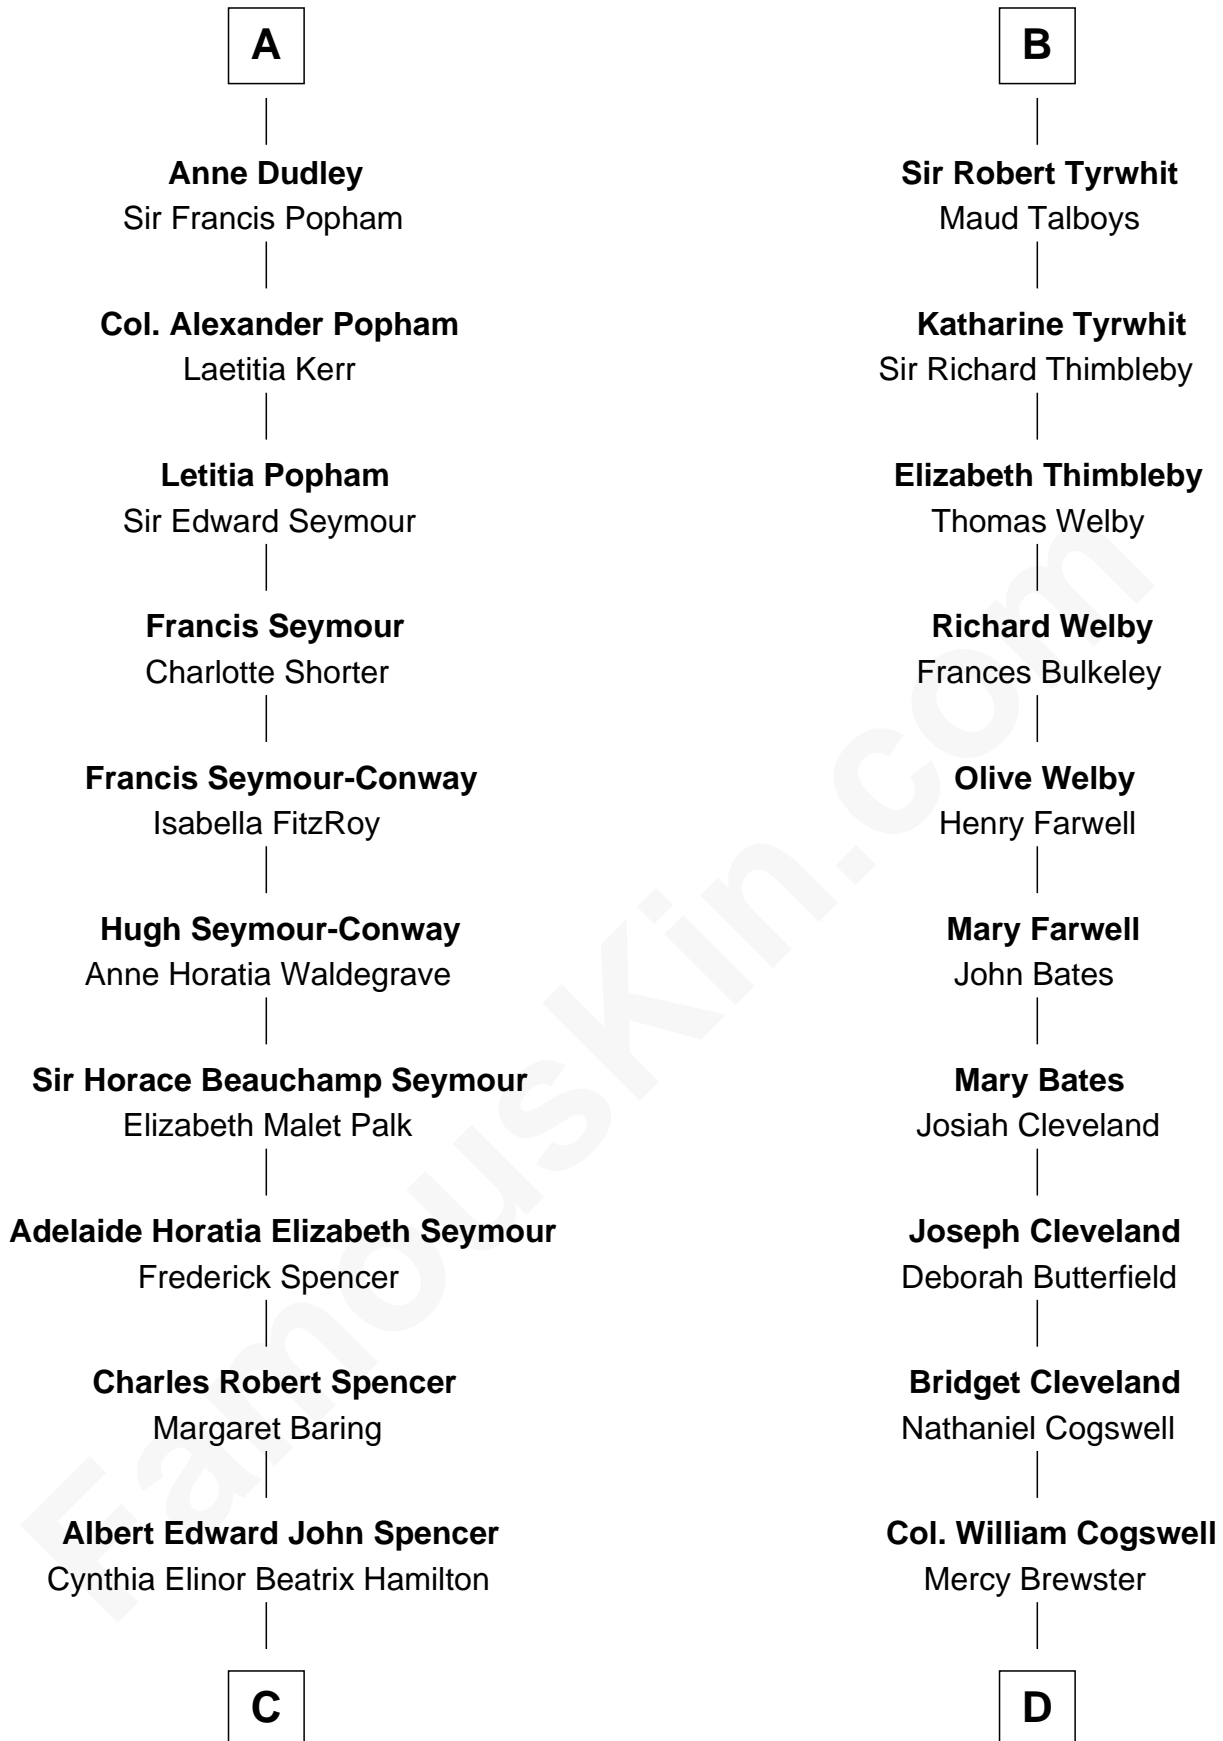 A
Anne Dudley
Sir Francis Popham
Col. Alexander Popham
Laetitia Kerr
Letitia Popham
Sir Edward Seymour
Francis Seymour
Charlotte Shorter
Francis Seymour-Conway
Isabella FitzRoy
Hugh Seymour-Conway
Anne Horatia Waldegrave
Sir Horace Beauchamp Seymour
Elizabeth Malet Palk
Adelaide Horatia Elizabeth Seymour
Frederick Spencer
Charles Robert Spencer
Margaret Baring
Albert Edward John Spencer
Cynthia Elinor Beatrix Hamilton
C
B
Sir Robert Tyrwhit
Maud Talboys
Katharine Tyrwhit
Sir Richard Thimbleby
Elizabeth Thimbleby
Thomas Welby
Richard Welby
Frances Bulkeley
Olive Welby
Henry Farwell
Mary Farwell
John Bates
Mary Bates
Josiah Cleveland
Joseph Cleveland
Deborah Butterfield
Bridget Cleveland
Nathaniel Cogswell
Col. William Cogswell
Mercy Brewster
D
FamousKin.com